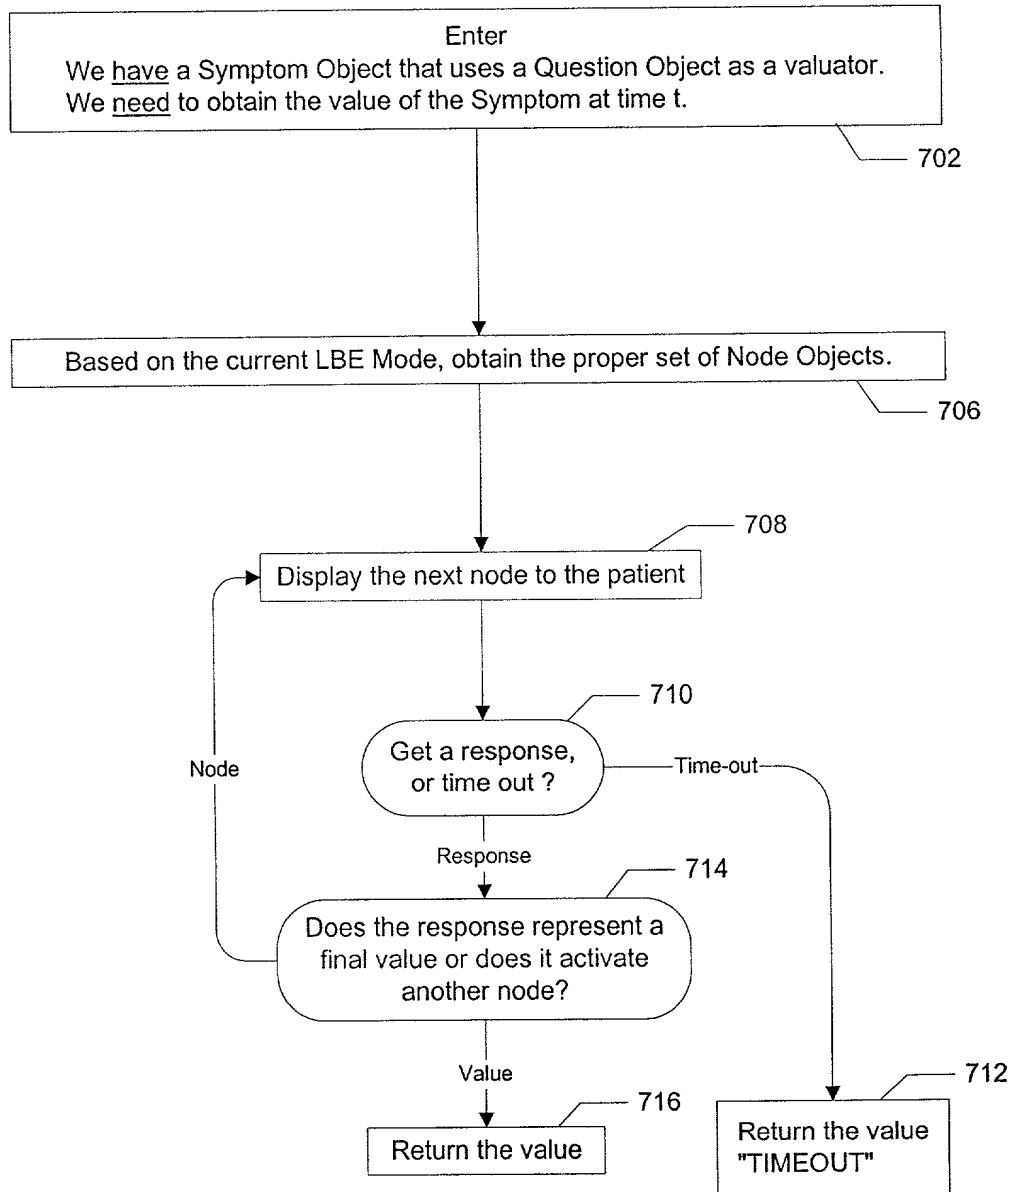 Enter
We have a Symptom Object that uses a Question Object as a valuator.
We need to obtain the value of the Symptom at time t.
702
Based on the current LBE Mode, obtain the proper set of Node Objects.
706
708
Display the next node to the patient
710
Get a response,
or time out ?
Time-out
Node
Response
714
Does the response represent a
final value or does it activate
another node?
Value
712
716
Return the value
Return the value
"TIMEOUT"